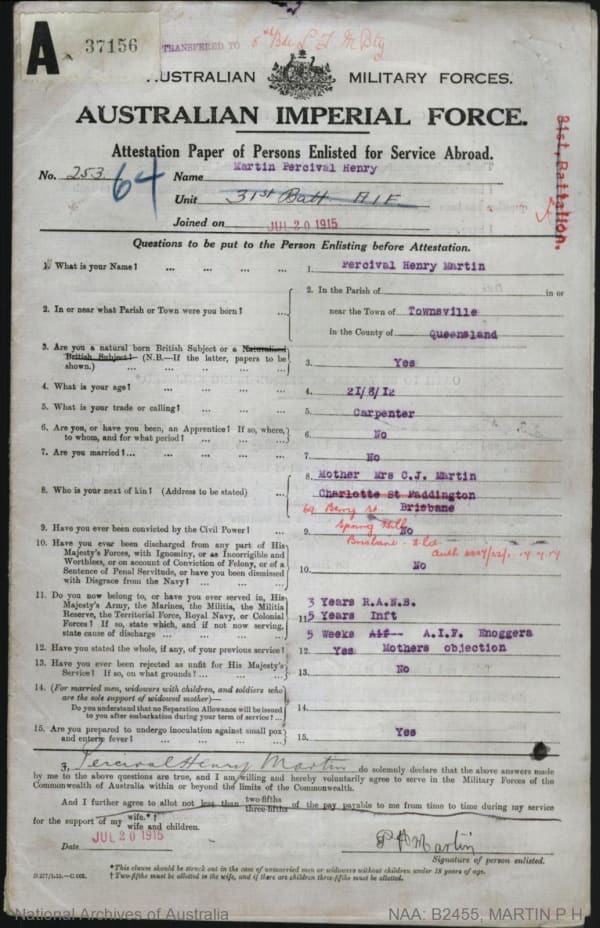 A 37156
TRANSFERRED TO 6th Bde L T M Bty
AUSTRALIAN MILITARY FORCES.
AUSTRALIAN IMPERIAL FORCE.
Attestation Paper of Persons Enlisted for Service Abroad.
31st, Battalion.
No. 253 64 Name Martin Percival Henry
Unit 31st Batt A I F
Joined on JUL 20 1915
Questions to be put to the Person Enlisting before Attestation.
1. What is your Name? ... ... ... ... 1. Percival Henry Martin
2. In or near what Parish or Town were you born? ... 2. In the Parish of in or
near the Town of Townsville
in the County of Queensland
3. Are you a natural born British Subject or a Naturalised
British Subject? (N.B.—If the latter, papers to be
shown.) ... ... ... ... 3. Yes
4. What is your age? ... ... ... ... 4. 21/8/12
5. What is your trade or calling? ... ... ... 5. Carpenter
6. Are you, or have you been, an Apprentice? If so, where,
to whom, and for what period? ... ... ... 6. No
7. Are you married?... ... ... ... ... 7. No
8. Who is your next of kin? (Address to be stated) ... 8. Mother Mrs C.J. Martin
Charlotte St Paddington
69 Berry St. Brisbane
Spring Hill
Brisbane
9. Have you ever been convicted by the Civil Power? ... 9. No
10. Have you ever been discharged from any part of His
Majesty's Forces, with Ignominy, or as Incorrigible and
Worthless, or on account of Conviction of Felony, or of a
Sentence of Penal Servitude, or have you been dismissed
with Disgrace from the Navy? ... ... ... 10. No
11. Do you now belong to, or have you ever served in, His
Majesty's Army, the Marines, the Militia, the Militia
Reserve, the Territorial Force, Royal Navy, or Colonial
Forces? If so, state which, and if not now serving,
state cause of discharge ... ... ... ... 11. 3 Years R.A.N.B.
5 Years Inft
5 Weeks Aif-- A.I.F. Enoggera
Mothers objection
12. Have you stated the whole, if any, of your previous service? 12. Yes
13. Have you ever been rejected as unfit for His Majesty's
Service? If so, on what grounds? ... ... ... 13. No
14. (For married men, widowers with children, and soldiers who
are the sole support of widowed mother)—
Do you understand that no Separation Allowance will be issued
to you after embarkation during your term of service? ... 14.
15. Are you prepared to undergo inoculation against small pox
and enteric fever? ... ... ... ... 15. Yes
I, Percival Henry Martin do solemnly declare that the above answers made
by me to the above questions are true, and I am willing and hereby voluntarily agree to serve in the Military Forces of the
Commonwealth of Australia within or beyond the limits of the Commonwealth.
And I further agree to allot not less than two-fifths three-fifths of the pay payable to me from time to time during my service
for the support of my wife.*† wife and children.
Date JUL 20 1915 P H Martin
Signature of person enlisted.
*This clause should be struck out in the case of unmarried men or widowers without children under 18 years of age.
† Two-fifths must be allotted to the wife, and if there are children three-fifths must be allotted.
National Archives of Australia NAA: B2455, MARTIN P H